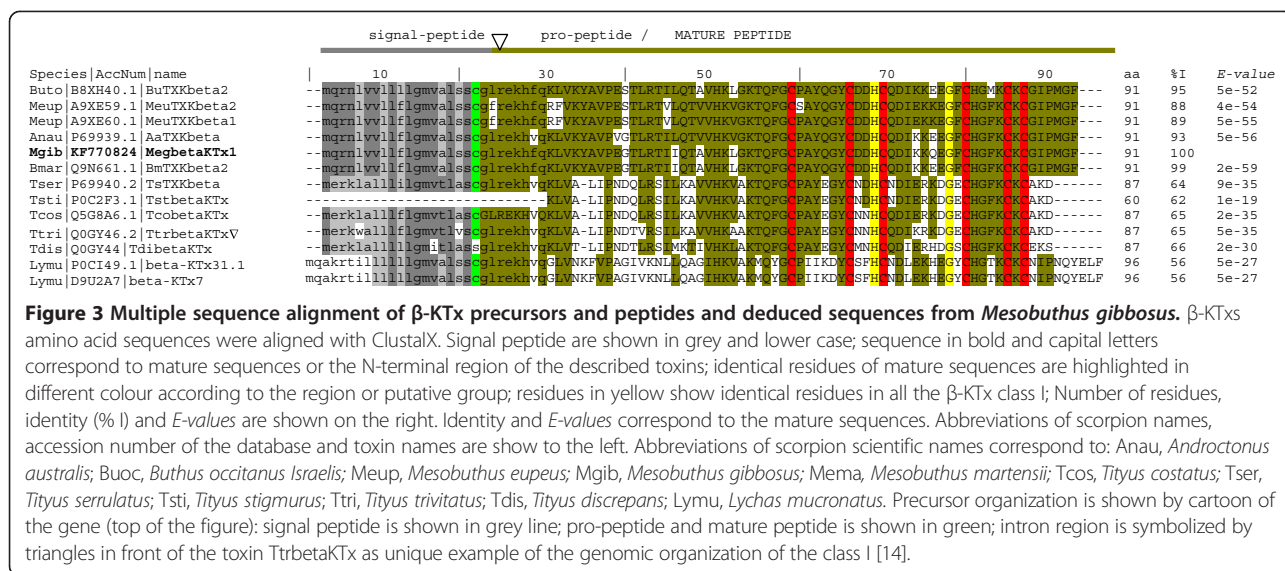 signal-peptide ▽ pro-peptide / MATURE PEPTIDE
Species|AccNum|name | 10 | 30 | 50 | 70 | 90 aa %I E-value
Buto|B8XH40.1|BuTXKbeta2 --mqrnlvvllllgmvalsscglrekhfqKLVKYAVPESTLRTILQTAVHKLGKTQFGCPAYQGYCDDHCQDIKKEEGFCHGMKCKCGIPMGF--- 91 95 5e-52
Meup|A9XE59.1|MeuTXKbeta2 --mqrnlvvllflgmvalsscgfrekhfqRFVKYAVPESTLRTVLQTVVHKVGKTQFGCSAYQGYCDDHCQDIEKKEGFCHGFKCKCGIPMGF--- 91 88 4e-54
Meup|A9XE60.1|MeuTXKbeta1 --mqrnlvvllflgmvalsscglrekhfqRFVKYAVPESTLRTVLQTVVHKVGKTQFGCPAYQGYCDDHCQDIEKKEGFCHGFKCKCGIPMGF--- 91 89 5e-55
Anau|P69939.1|AaTXKbeta --mqrnlvvllflgmvalsscglrekhvqKLVKYAVPVGTLRTILQTVVHKVGKTQFGCPAYQGYCDDHCQDIKKEEGFCHGFKCKCGIPMGF--- 91 93 5e-56
Mgib|KF770824|MegbetaKTx1 --mqrnlvvllflgmvalsscglrekhfqKLVKYAVPEGTLRTIIQTAVHKLGKTQFGCPAYQGYCDDHCQDIKKQEGFCHGFKCKCGIPMGF--- 91 100
Bmar|Q9N661.1|BmTXKbeta2 --mqrnlvvllflgmvalsscglrekhfqKLVKYAVPEGTLRTIIQTAVHKLGKTQFGCPAYQGYCDDHCQDIKKEEGFCHGFKCKCGIPMGF--- 91 99 2e-59
Tser|P69940.2|TsTXKbeta --merklallllilgmvtlasscglrekhvqKLVA-LIPNDQLRSILKAVVHKVAKTQFGCPAYEGYCNDHCNDIERKDGECHGFKCKCAKD------ 87 64 9e-35
Tsti|P0C2F3.1|TstbetaKTx ------------------------------KLVA-LIPNDQLRSILKAVVHKVAKTQFGCPAYEGYCNDHCNDIERKDGECHGFKCKCAKD------ 60 62 1e-19
Tcos|Q5G8A6.1|TcobetaKTx --merklallllflgmvtlascGLREKHVQKLVA-LIPNDQLRSILKAVVHKVAKTQFGCPAYEGYCNNHCQDIERKDGECHGFKCKCAKD------ 87 65 2e-35
Ttri|Q0GY46.2|TtrbetaKTx∇ --merkwallllflgmvtlvscglrekhvqKLVA-LIPNDTVRSILKAVVHKAAKTQFGCPAYEGYCNNHCQDIERKDGECHGFKCKCAKD------ 87 65 5e-35
Tdis|Q0GY44|TdibetaKTx --merklallllllgmitlassglrekhvqKLVT-LIPNDTLRSIMKTIVHKLAKTQFGCPAYEGYCMNHCQDIERHDGSCHGFKCKCEKS------ 87 66 2e-30
Lymu|P0CI49.1|beta-KTx31.1 mqakrtililllllgmvalsscglrekhvqGLVNKFVPAGIVKNLLQAGIHKVAKMQYGCPIIKDYCSFHCNDLEKHEGYCHGTKCKCNIPNQYELF 96 56 5e-27
Lymu|D9U2A7|beta-KTx7 mqakrtililllllgmvalsscglrekhvqGLVNKFVPAGIVKNLLQAGIHKVAKMQYGCPIIKDYCSFHCNDLEKHEGYCHGTKCKCNIPNQYELF 96 56 5e-27
Figure 3 Multiple sequence alignment of β-KTx precursors and peptides and deduced sequences from Mesobuthus gibbosus. β-KTxs
amino acid sequences were aligned with ClustalX. Signal peptide are shown in grey and lower case; sequence in bold and capital letters
correspond to mature sequences or the N-terminal region of the described toxins; identical residues of mature sequences are highlighted in
different colour according to the region or putative group; residues in yellow show identical residues in all the β-KTx class I; Number of residues,
identity (% I) and E-values are shown on the right. Identity and E-values correspond to the mature sequences. Abbreviations of scorpion names,
accession number of the database and toxin names are show to the left. Abbreviations of scorpion scientific names correspond to: Anau, Androctonus
australis; Buoc, Buthus occitanus Israelis; Meup, Mesobuthus eupeus; Mgib, Mesobuthus gibbosus; Mema, Mesobuthus martensii; Tcos, Tityus costatus; Tser,
Tityus serrulatus; Tsti, Tityus stigmurus; Ttri, Tityus trivitatus; Tdis, Tityus discrepans; Lymu, Lychas mucronatus. Precursor organization is shown by cartoon of
the gene (top of the figure): signal peptide is shown in grey line; pro-peptide and mature peptide is shown in green; intron region is symbolized by
triangles in front of the toxin TtrbetaKTx as unique example of the genomic organization of the class I [14].